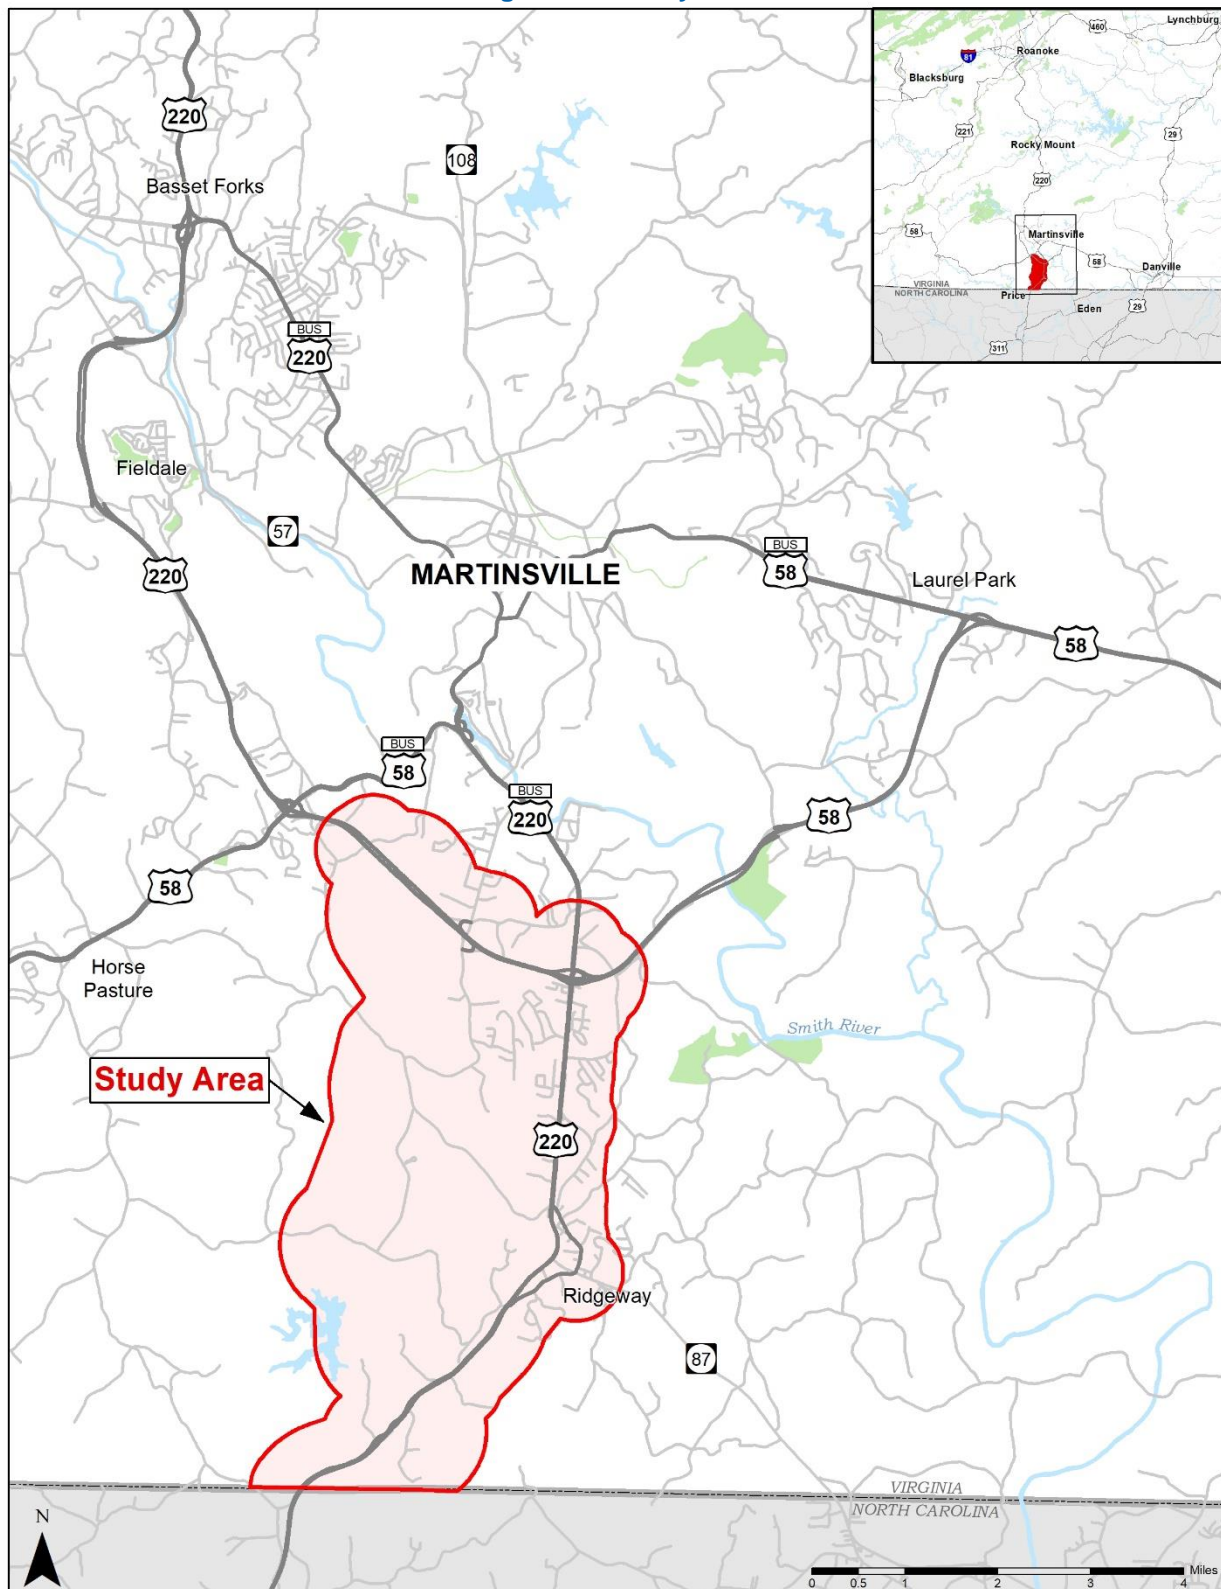 Lynchburg
460
Roanoke
81
Blacksburg
221
29
Rocky Mount
220
58
Martinsville
58
Danville
VIRGINIA
NORTH CAROLINA
Price
Eden
29
311
220
108
Basset Forks
BUS
220
Fieldale
57
BUS
58
MARTINSVILLE
220
Laurel Park
58
BUS
58
BUS
220
58
58
Horse
Pasture
Smith River
Study Area
220
Ridgeway
87
VIRGINIA
NORTH CAROLINA
N
Miles
0 0.5 1 2 3 4